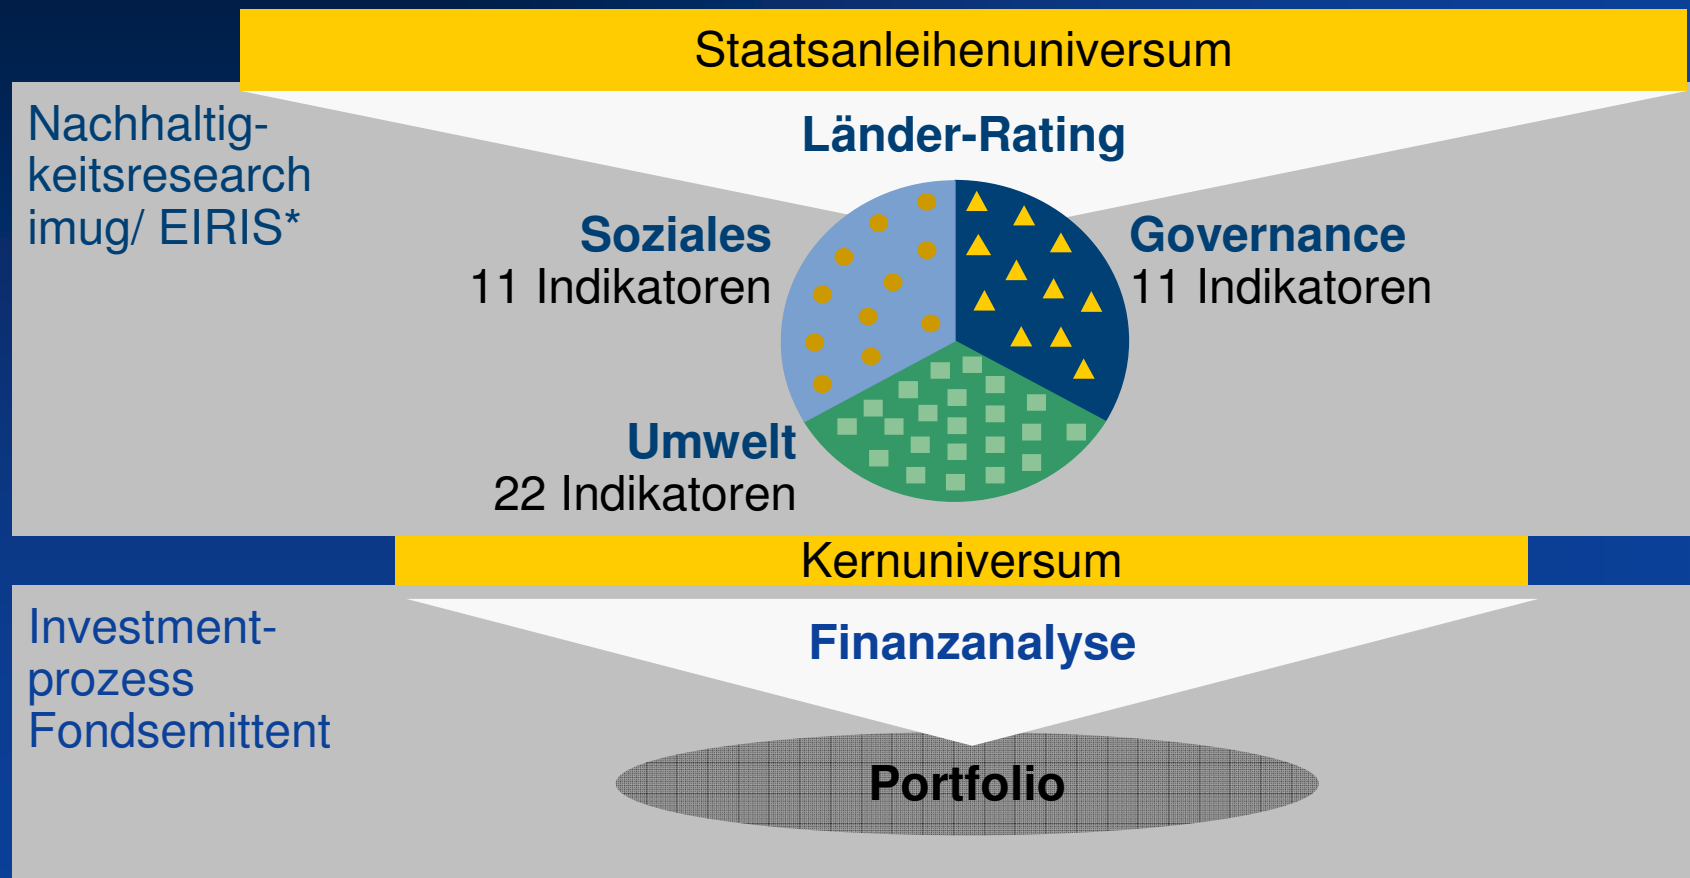 Staatsanleihenuniversum
Nachhaltig-
keitsresearch
imug/ EIRIS*
Länder-Rating
Soziales
11 Indikatoren
Governance
11 Indikatoren
Umwelt
22 Indikatoren
Kernuniversum
Investment-
prozess
Fondsemittent
Finanzanalyse
Portfolio